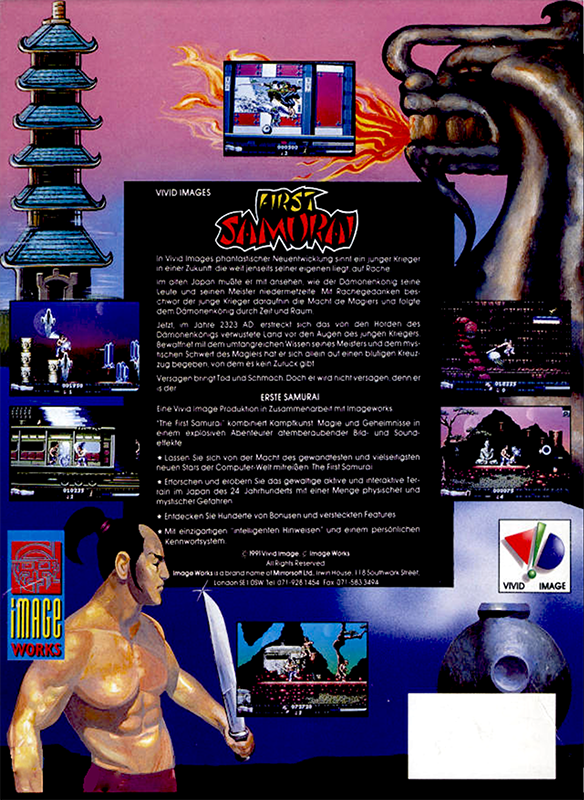 VIVID IMAGES
FIRST
SAMURAI
In Vivid Images phantastischer Neuentwicklung sinnt ein junger Krieger
in einer Zukunft, die weit jenseits seiner eigenen liegt, auf Rache
im alten Japan mußte er mit ansehen, wie der Dämonenkönig seine
Leute und seinen Meister niedermetzelte. Mit Rachegedanken bes-
chwor der junge Krieger daraufhin die Macht de Magiers und folgte
dem Dämonenkönig durch Zeit und Raum.
Jetzt, im Jahre 2323 AD. erstreckt sich das von den Horden des
Dämonenkönigs verwüstete Land vor den Augen des jungen Kriegers.
Bewaffnet mit dem umfangreichen Wissen seines Meisters und dem mys-
tischen Schwert des Magiers hat er sich allein auf einen blutigen Kreuz-
zug begeben, von dem es kein Zuruck gibt
Versagen bringt Tod und Schmach. Doch er wird nicht versagen, denn er
is der
ERSTE SAMURAI
Eine Vivid Image Produktion in Zusammenarbeit mit Imageworks
"The First Samurai" kombiniert Kampfkunst, Magie und Geheimnisse in
einem explosiven Abenteuer atemberaubender Bild- und Sound-
effekte
★ Lassen Sie sich von der Macht des gewandtesten und vielseitigsten
neuen Stars der Computer-Welt mitreißen: The First Samurai
★ Erforschen und erobern Sie das gewaltige aktive und interactive Ter-
rain im Japan des 24 Jahrhunderts mit einer Menge physischer und
mystischer Gefahren
★ Entdecken Sie Hunderte von Bonusen und versteckten Features
★ Mit einzigartigen "intelligenten Hinweisen" und einem persönlichen
Kennwortsystem.
© 1991 Vivid Image © Image Works
All Rights Reserved
Image Works is a brand name of Mirrorsoft Ltd, Irwin House, 118 Southwark Street,
London SE1 0SW Tel: 071-928 1454 Fax 071-583 3494
IMAGE
WORKS
VIVID IMAGE